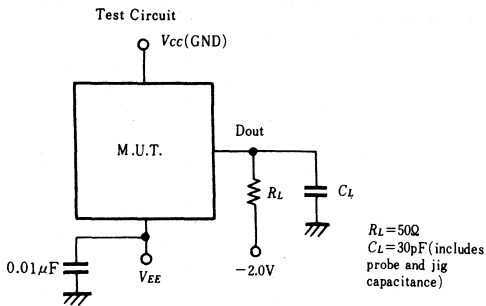 Test Circuit
Vcc(GND)
M.U.T.
Dout
RL
CL
0.01μF
VEE
−2.0V
RL=50Ω
CL=30pF(includes
probe and jig
capacitance)